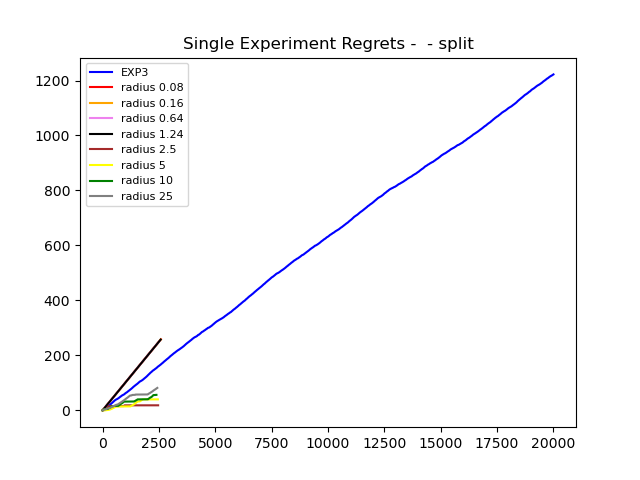 Single Experiment Regrets -  - split
EXP3
radius 0.08
radius 0.16
radius 0.64
radius 1.24
radius 2.5
radius 5
radius 10
radius 25
1200
1000
800
600
400
200
0
0 2500 5000 7500 10000 12500 15000 17500 20000